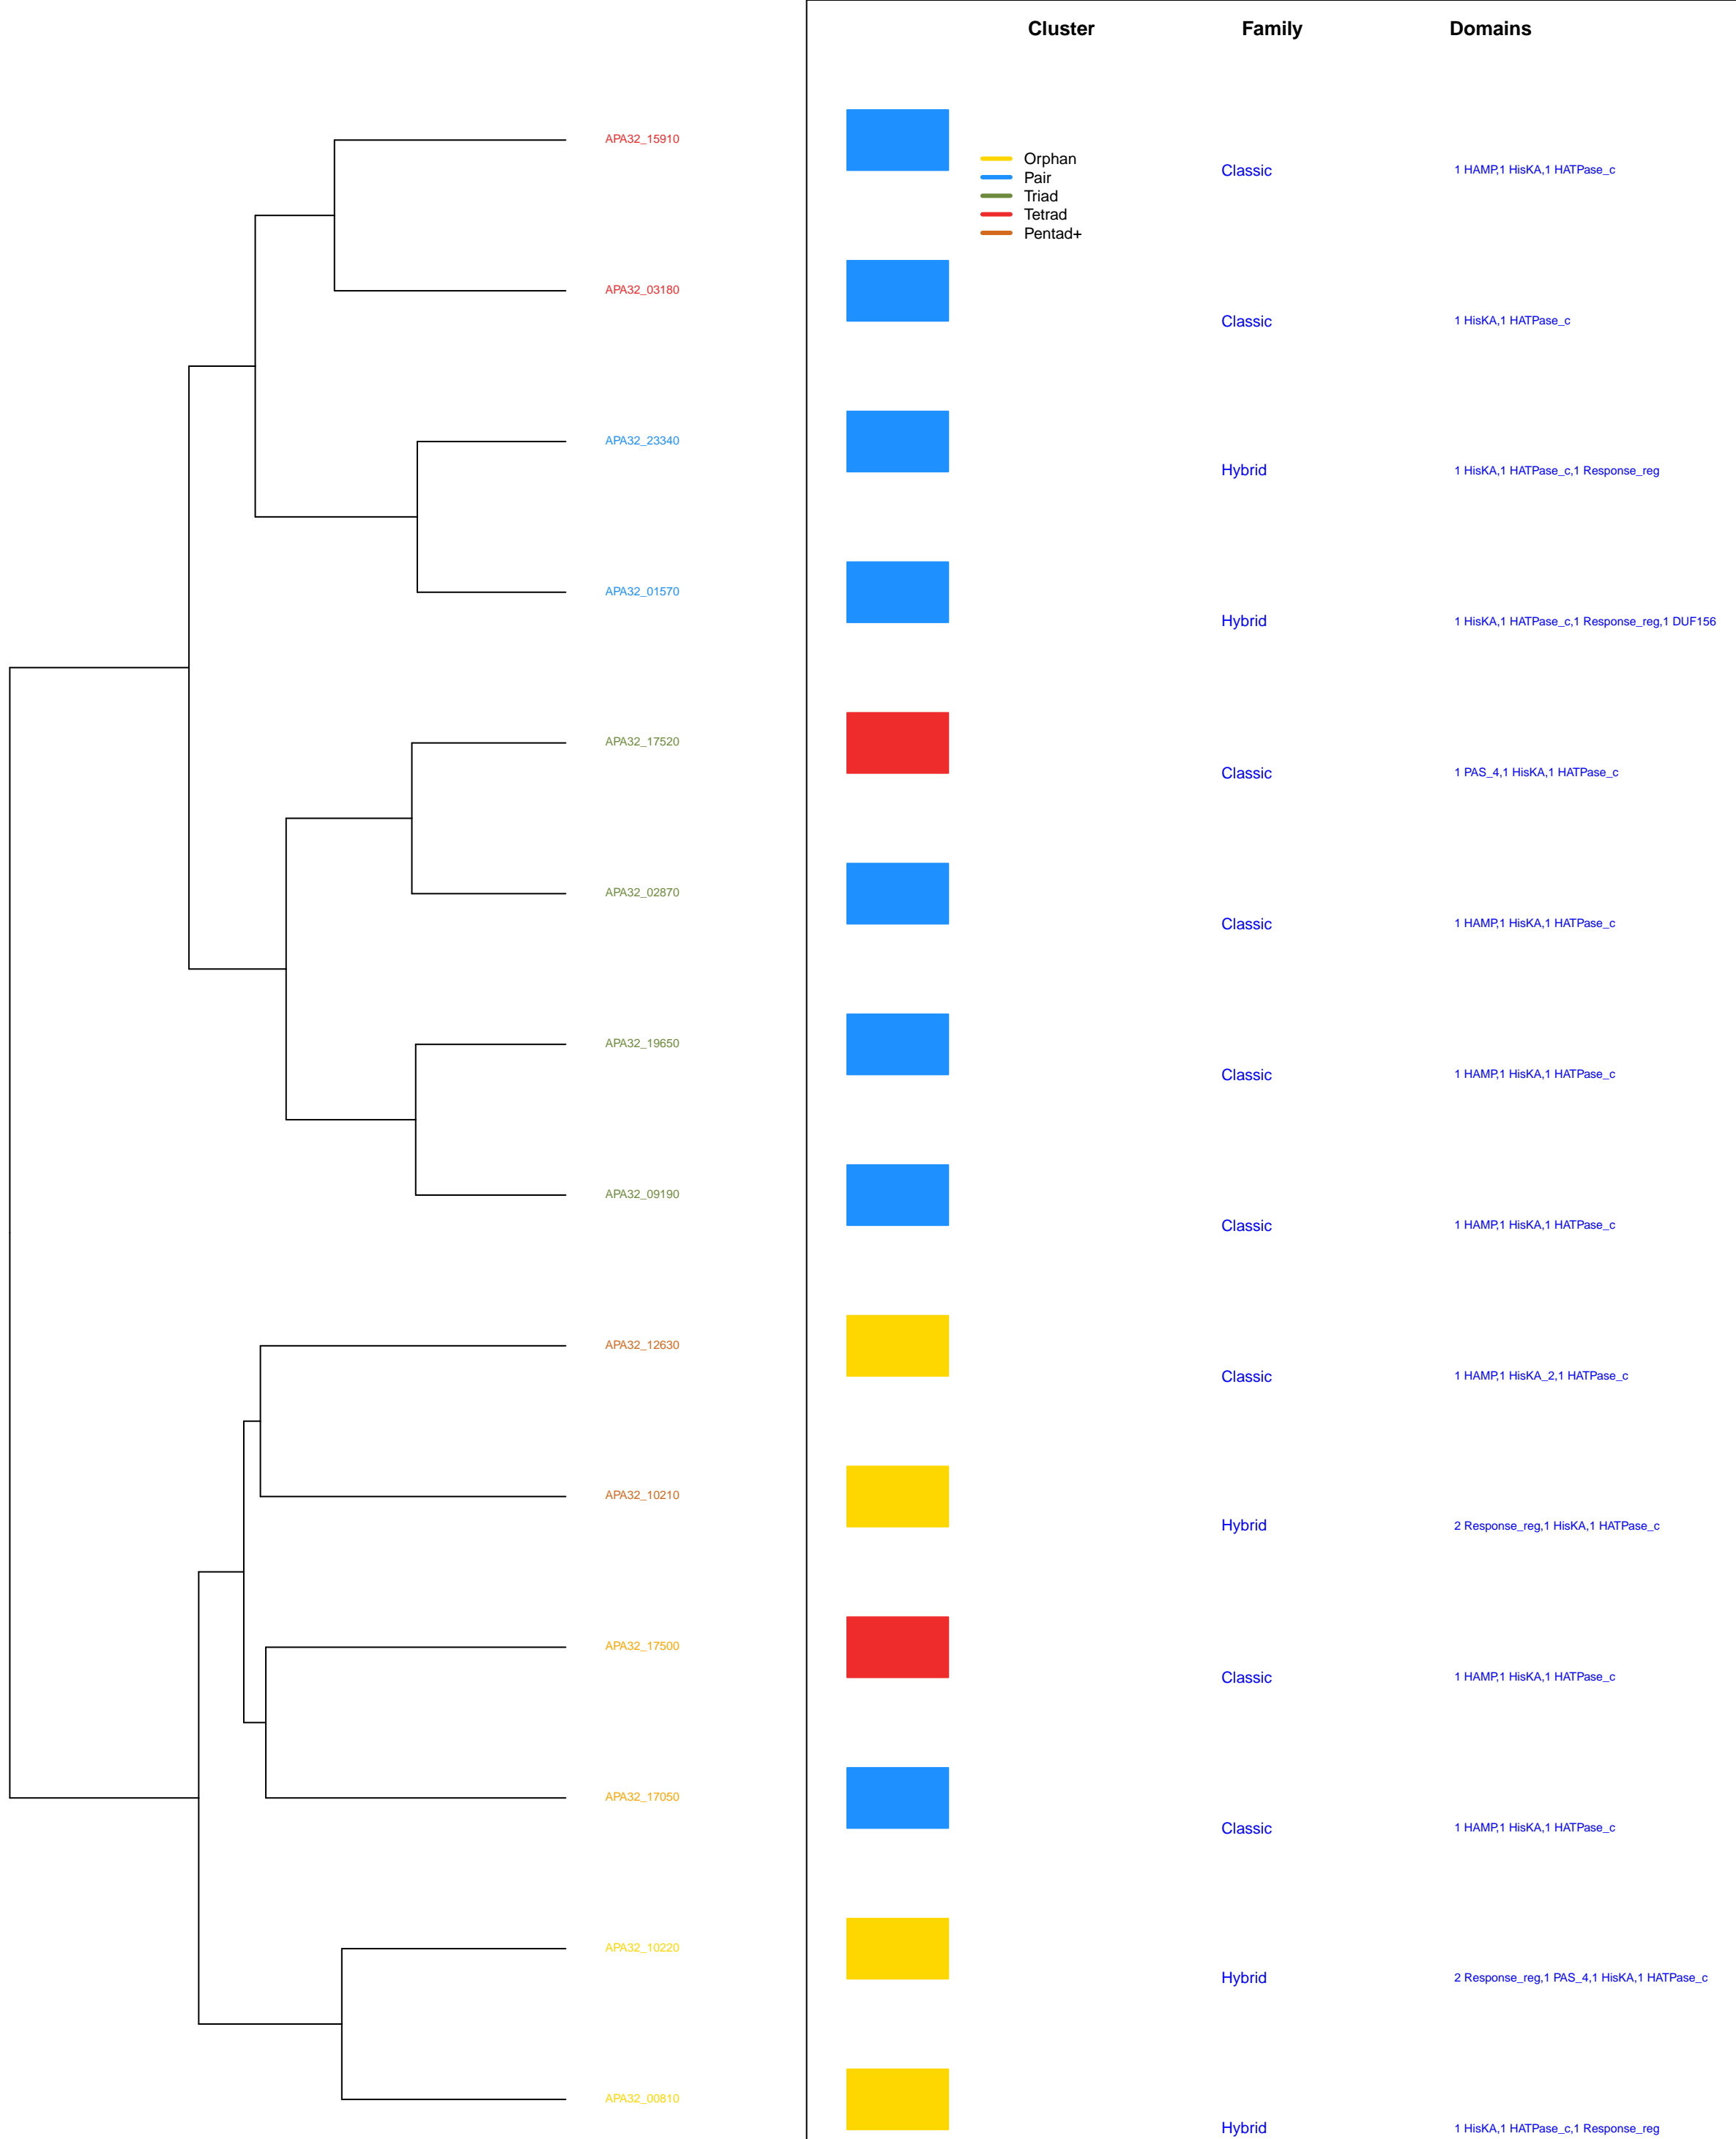 Cluster Family Domains
APA32_15910
Orphan
Pair
Triad
Tetrad
Pentad+
Classic 1 HAMP,1 HisKA,1 HATPase_c
APA32_03180
Classic 1 HisKA,1 HATPase_c
APA32_23340
Hybrid 1 HisKA,1 HATPase_c,1 Response_reg
APA32_01570
Hybrid 1 HisKA,1 HATPase_c,1 Response_reg,1 DUF156
APA32_17520
Classic 1 PAS_4,1 HisKA,1 HATPase_c
APA32_02870
Classic 1 HAMP,1 HisKA,1 HATPase_c
APA32_19650
Classic 1 HAMP,1 HisKA,1 HATPase_c
APA32_09190
Classic 1 HAMP,1 HisKA,1 HATPase_c
APA32_12630
Classic 1 HAMP,1 HisKA_2,1 HATPase_c
APA32_10210
Hybrid 2 Response_reg,1 HisKA,1 HATPase_c
APA32_17500
Classic 1 HAMP,1 HisKA,1 HATPase_c
APA32_17050
Classic 1 HAMP,1 HisKA,1 HATPase_c
APA32_10220
Hybrid 2 Response_reg,1 PAS_4,1 HisKA,1 HATPase_c
APA32_00810
Hybrid 1 HisKA,1 HATPase_c,1 Response_reg